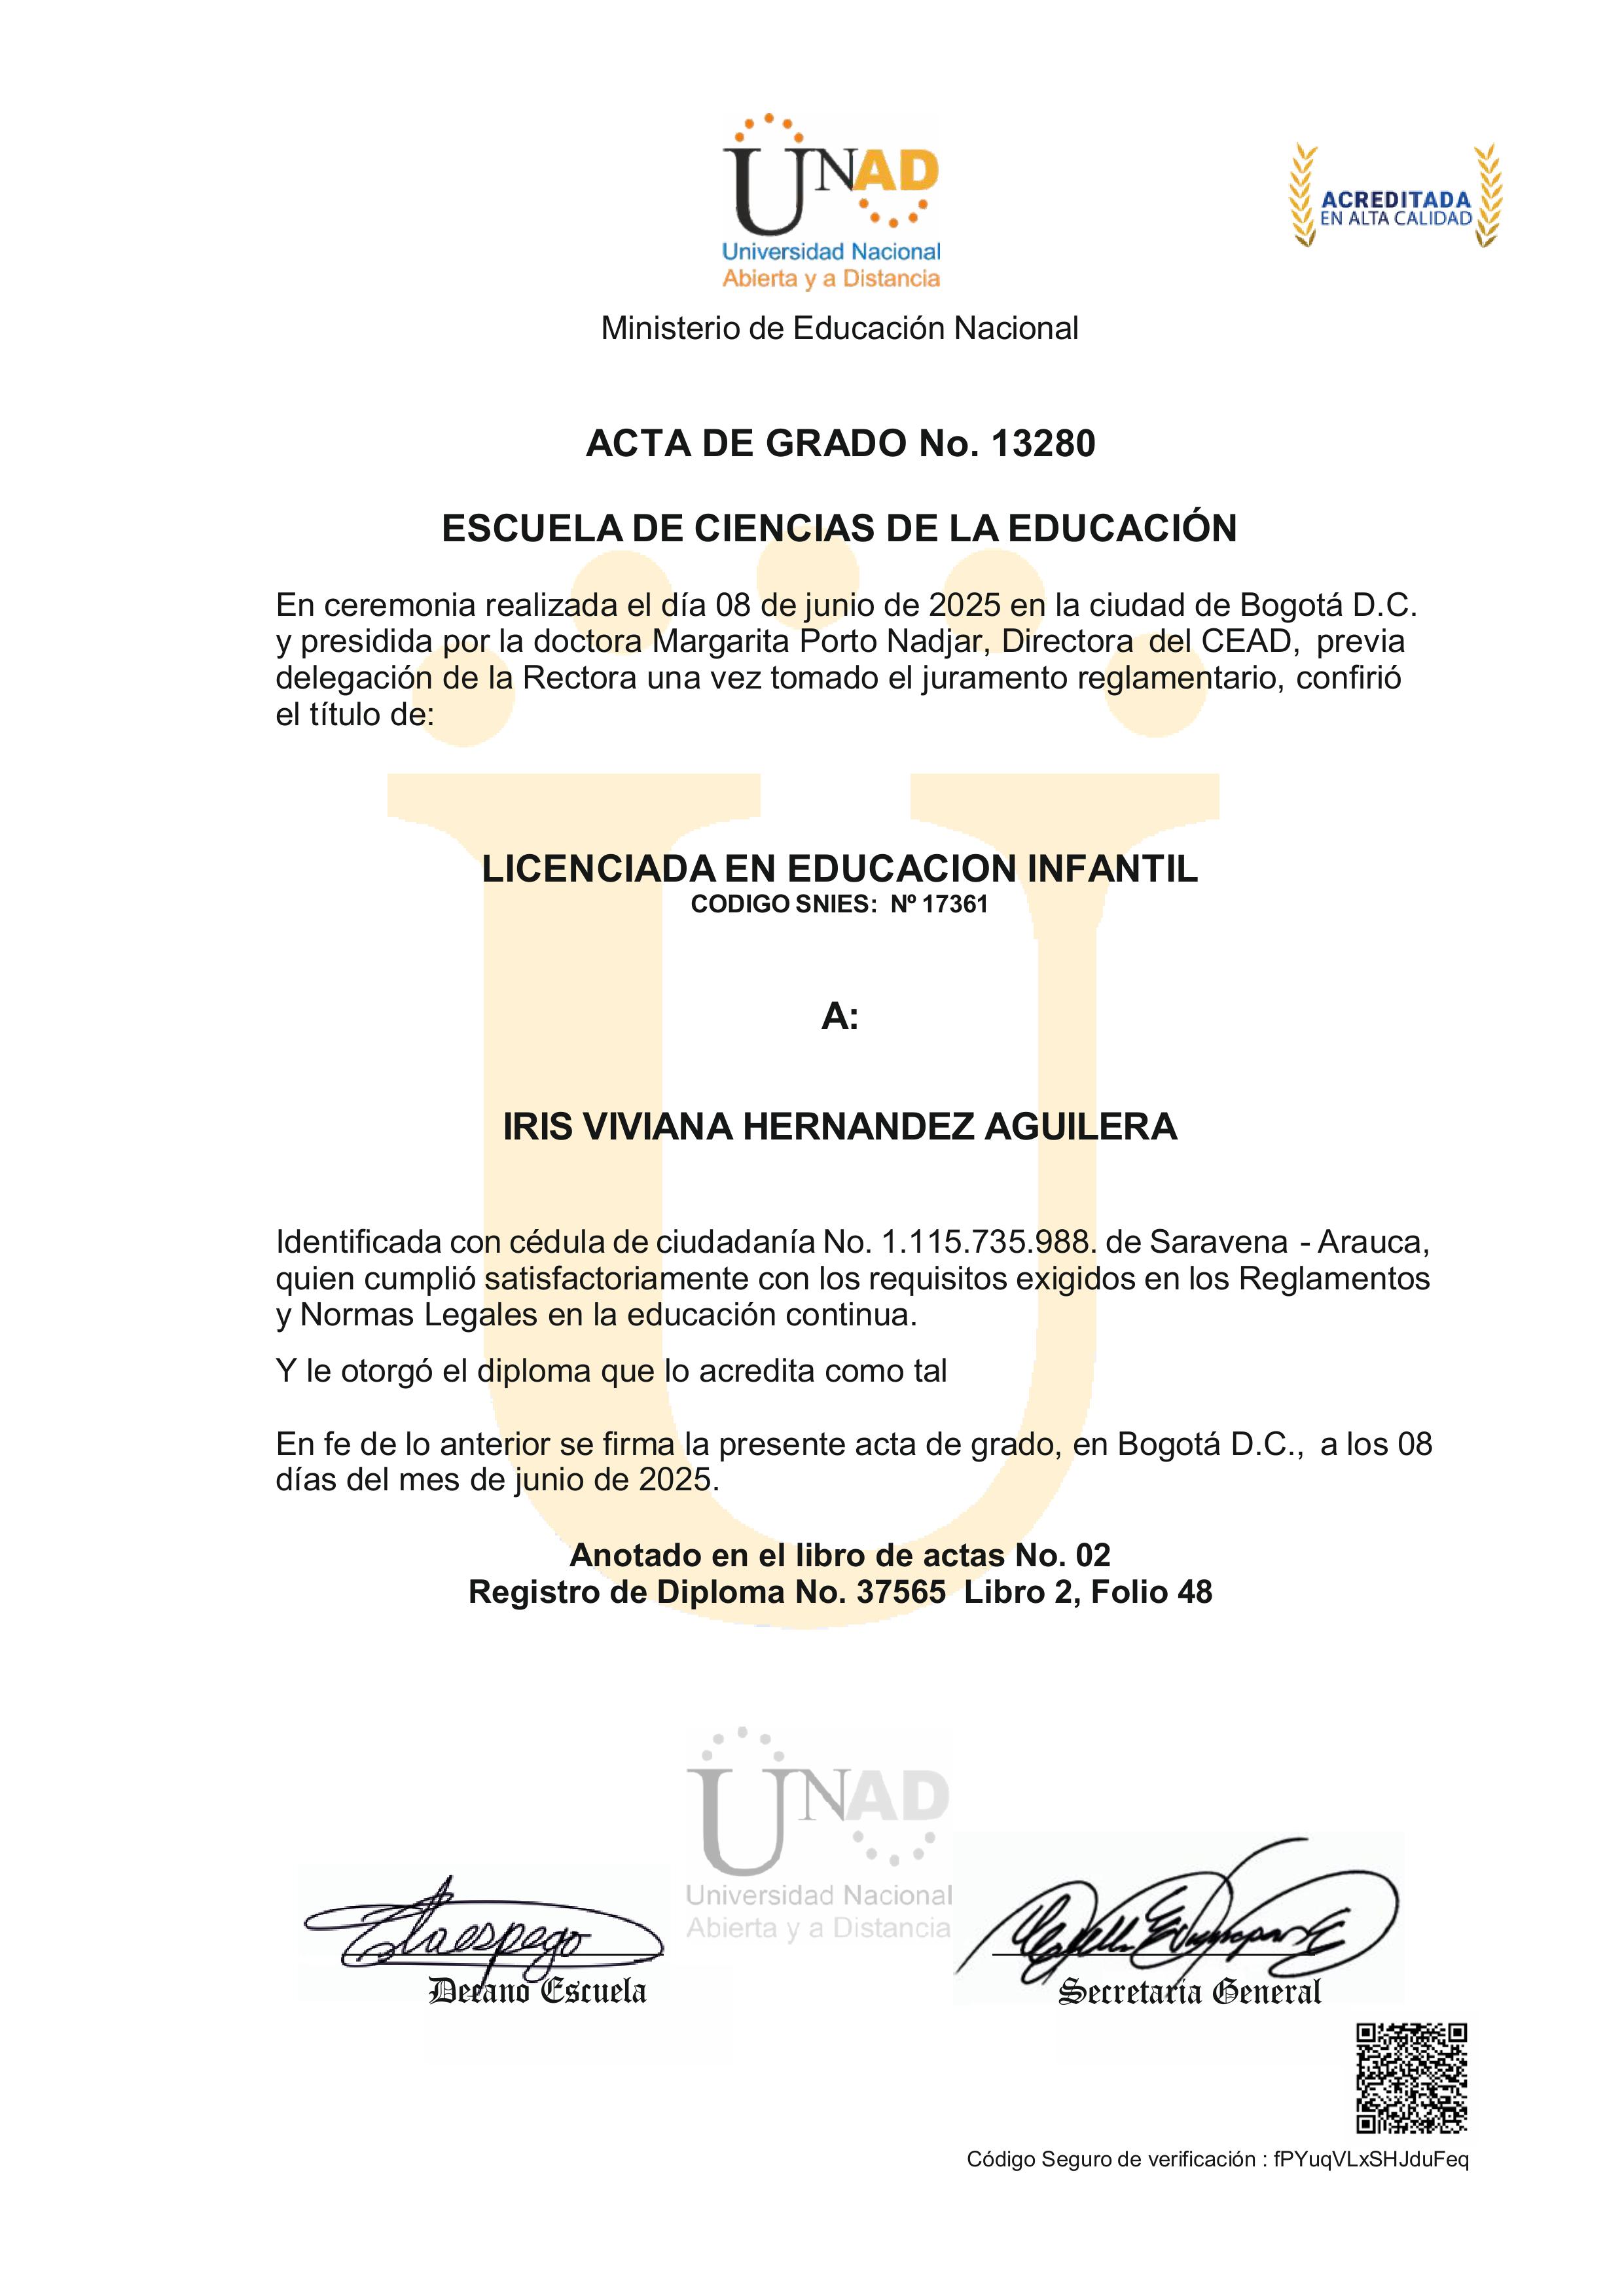 UNAD
Universidad Nacional
Abierta y a Distancia
ACREDITADA
EN ALTA CALIDAD
Ministerio de Educación Nacional
ACTA DE GRADO No. 13280
ESCUELA DE CIENCIAS DE LA EDUCACIÓN
En ceremonia realizada el día 08 de junio de 2025 en la ciudad de Bogotá D.C.
y presidida por la doctora Margarita Porto Nadjar, Directora del CEAD, previa
delegación de la Rectora una vez tomado el juramento reglamentario, confirió
el título de:
LICENCIADA EN EDUCACION INFANTIL
CODIGO SNIES: Nº 17361
A:
IRIS VIVIANA HERNANDEZ AGUILERA
Identificada con cédula de ciudadanía No. 1.115.735.988. de Saravena - Arauca,
quien cumplió satisfactoriamente con los requisitos exigidos en los Reglamentos
y Normas Legales en la educación continua.
Y le otorgó el diploma que lo acredita como tal
En fe de lo anterior se firma la presente acta de grado, en Bogotá D.C., a los 08
días del mes de junio de 2025.
Anotado en el libro de actas No. 02
Registro de Diploma No. 37565 Libro 2, Folio 48
UNAD
Universidad Nacional
Abierta y a Distancia
Decano Escuela
Secretaría General
Código Seguro de verificación : fPYuqVLxSHJduFeq